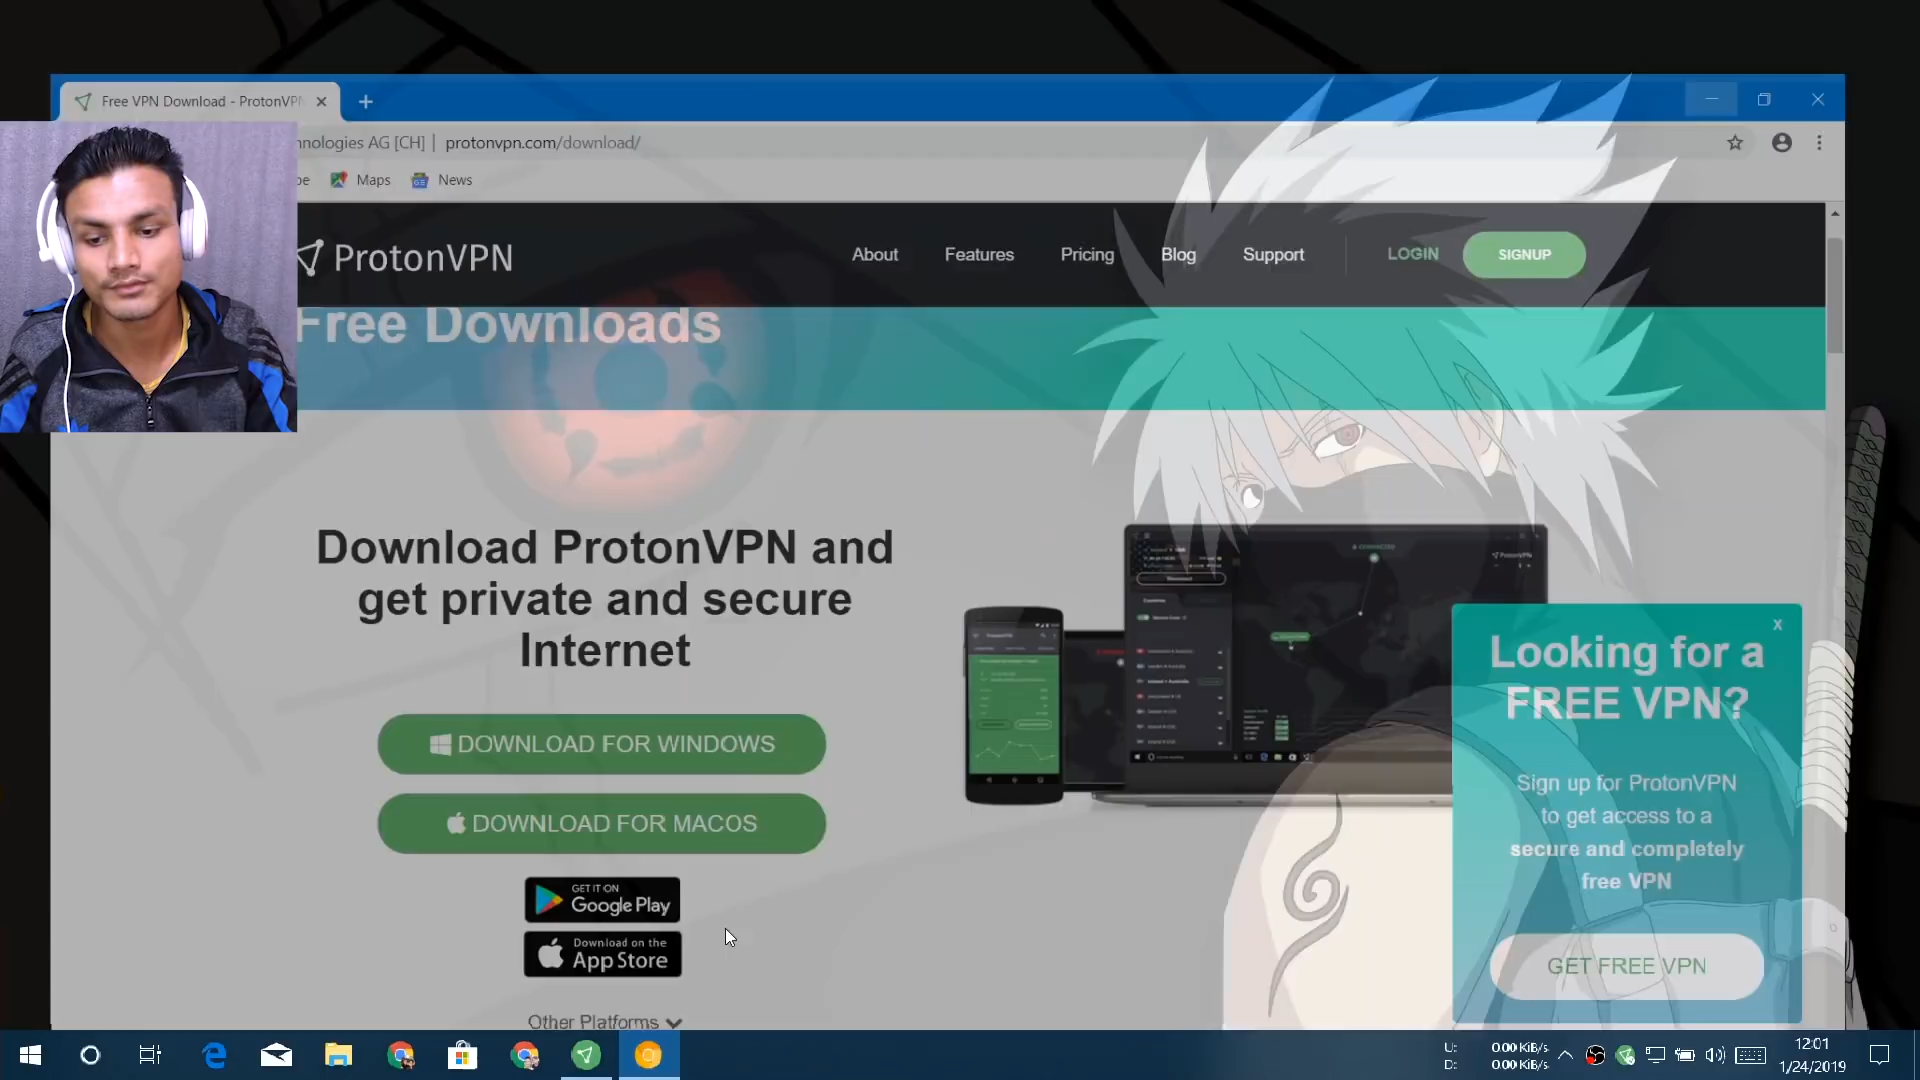 Free VPN Download - ProtonVPN
nologies AG [CH] | protonvpn.com/download/
be
Maps
News
ProtonVPN
About
Features
Pricing
Blog
Support
LOGIN
SIGNUP
Free Downloads
Download ProtonVPN and
get private and secure
Internet
DOWNLOAD FOR WINDOWS
DOWNLOAD FOR MACOS
GET IT ON
Google Play
Download on the
App Store
Other Platforms
x
Looking for a
FREE VPN?
Sign up for ProtonVPN
to get access to a
secure and completely
free VPN
GET FREE VPN
U: 0.00 KiB/s
D: 0.00 KiB/s
12:01
1/24/2019